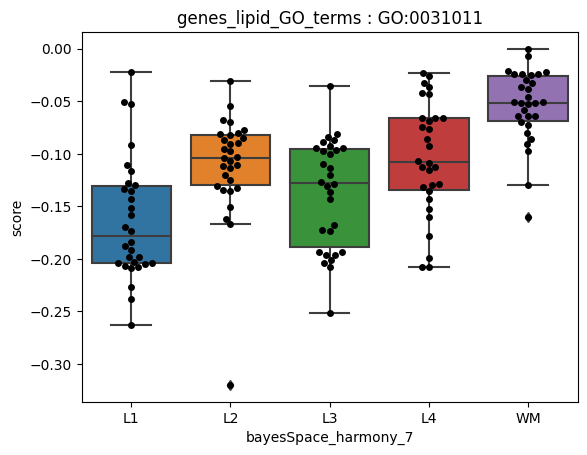 genes_lipid_GO_terms : GO:0031011
0.00
−0.05
−0.10
−0.15
−0.20
−0.25
−0.30
score
L1 L2 L3 L4 WM
bayesSpace_harmony_7